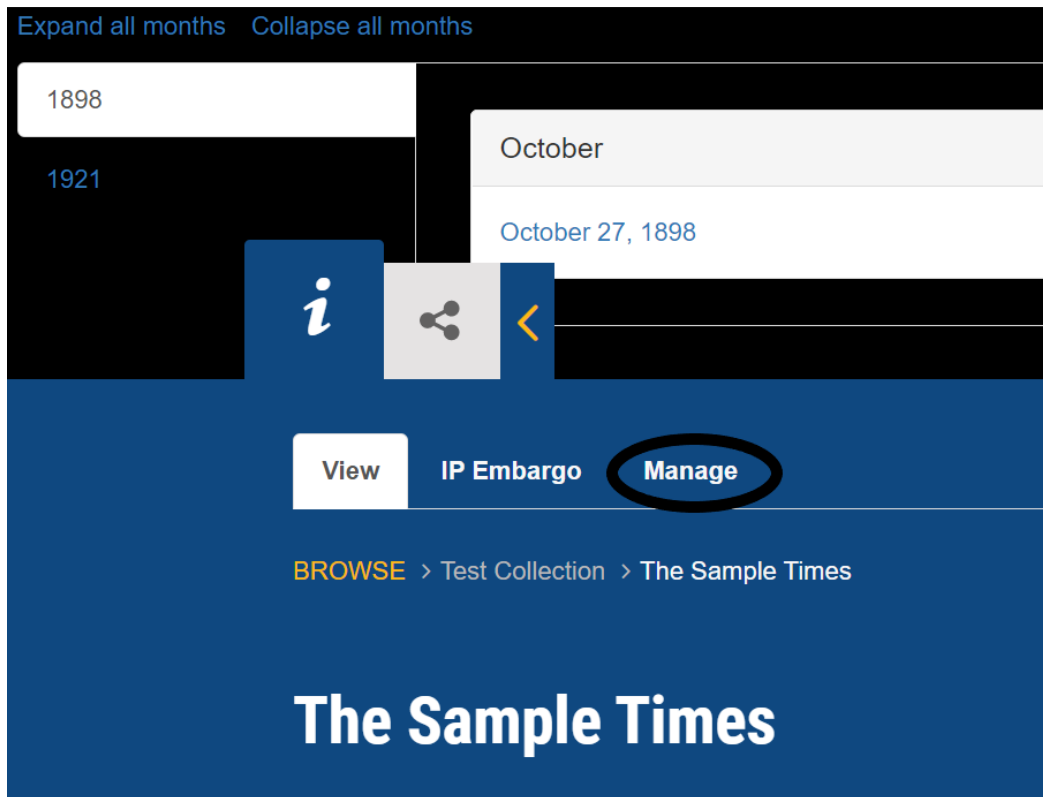 Expand all months Collapse all months
1898
1921
October
October 27, 1898
i
View IP Embargo Manage
BROWSE > Test Collection > The Sample Times
The Sample Times